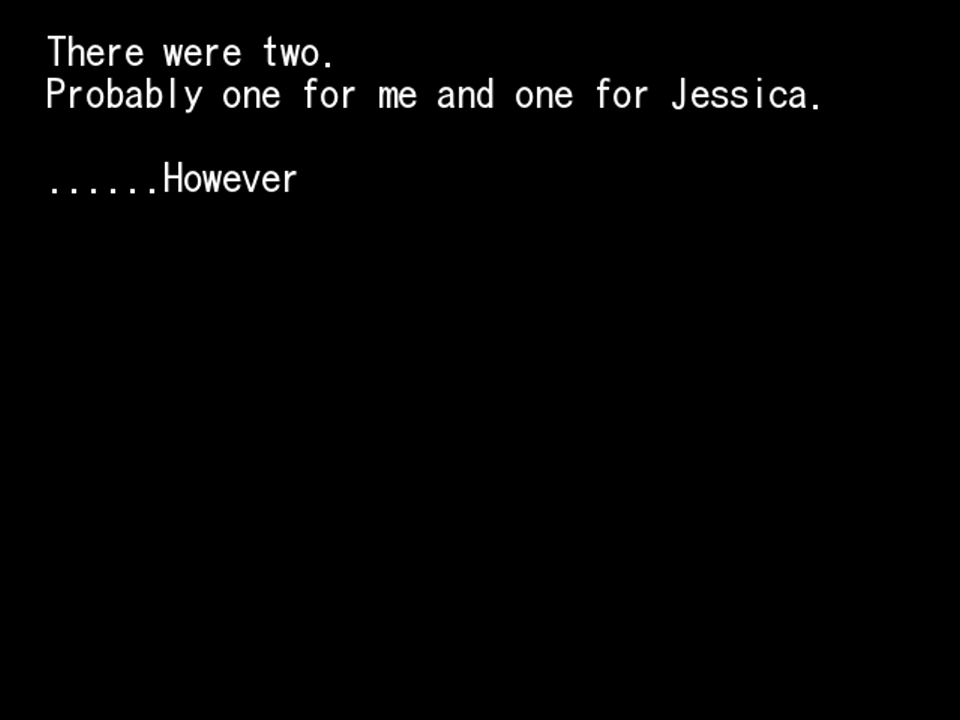 There were two.
Probably one for me and one for Jessica.
......However